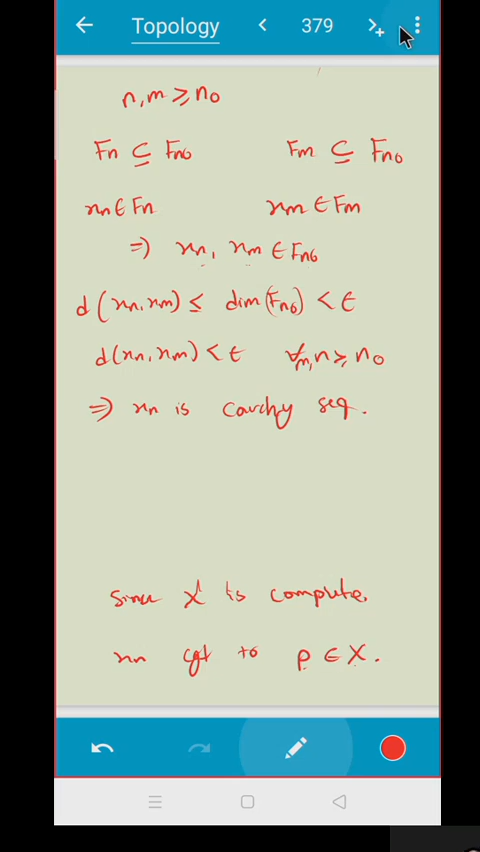 Topology 379
n, m ≥ n₀
Fn ⊆ Fn₀ Fm ⊆ Fn₀
xn ∈ Fn xm ∈ Fm
⇒ xn, xm ∈ Fn₀
d(xn, xm) ≤ dim(Fn₀) < ε
d(xn, xm) < ε ∀m,n ≥ n₀
⇒ xn is cauchy seq.
Since X is complete.
xn cgt to p ∈ X.